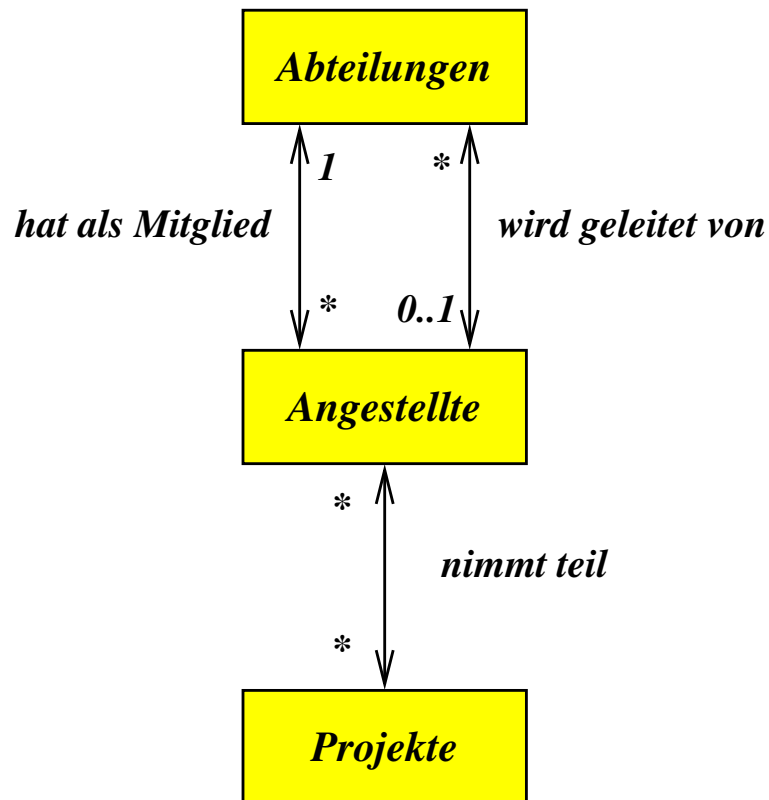 Abteilungen
1
*
hat als Mitglied
wird geleitet von
*
0..1
Angestellte
*
nimmt teil
*
Projekte